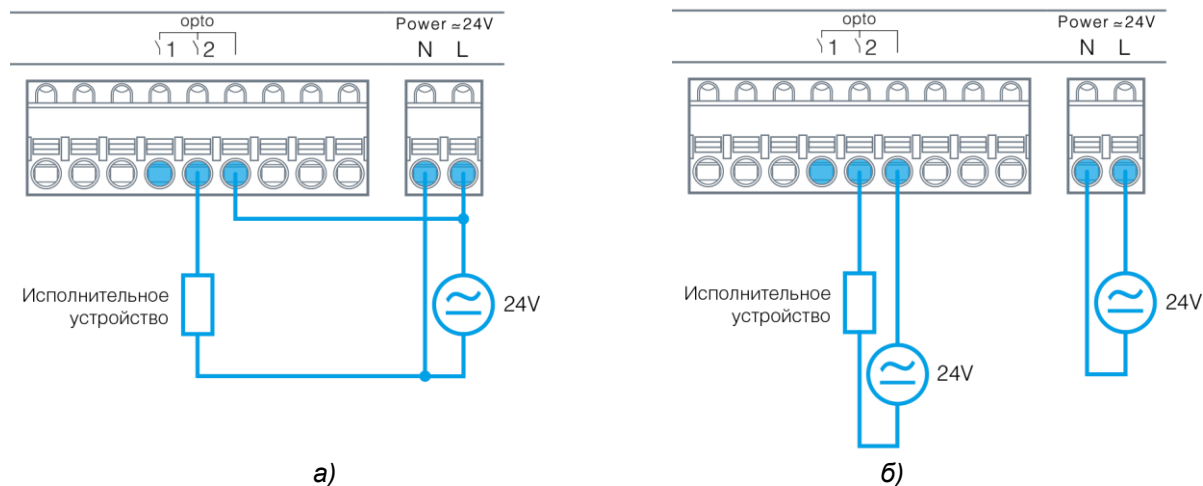 opto
1 2
Power ≃24V
N L
Исполнительное
устройство
24V
а)
opto
1 2
Power ≃24V
N L
Исполнительное
устройство
24V
24V
б)